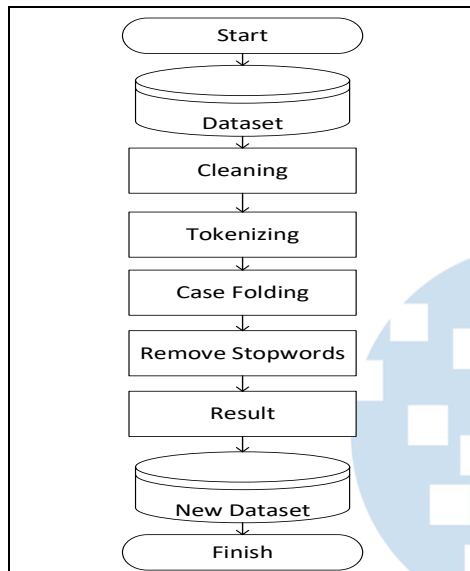 Start
Dataset
Cleaning
Tokenizing
Case Folding
Remove Stopwords
Result
New Dataset
Finish